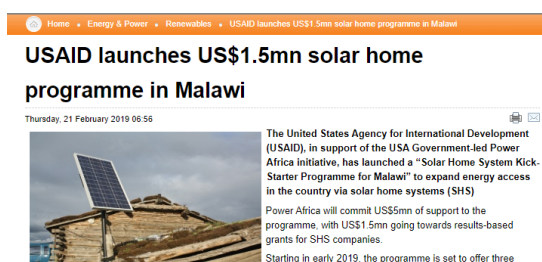 Home • Energy & Power • Renewables • USAID launches US$1.5mn solar home programme in Malawi
USAID launches US$1.5mn solar home
programme in Malawi
Thursday, 21 February 2019 06:56
The United States Agency for International Development
(USAID), in support of the USA Government-led Power
Africa initiative, has launched a “Solar Home System Kick-
Starter Programme for Malawi” to expand energy access
in the country via solar home systems (SHS)
Power Africa will commit US$5mn of support to the
programme, with US$1.5mn going towards results-based
grants for SHS companies.
Starting in early 2019, the programme is set to offer three